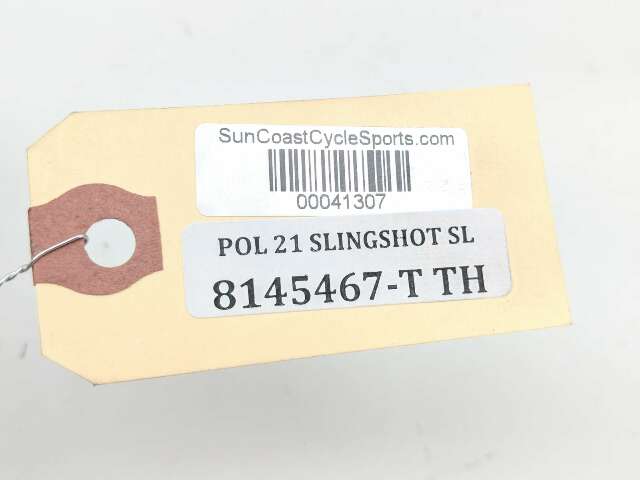 SunCoastCycleSports.com
00041307
POL 21 SLINGSHOT SL
8145467-T TH